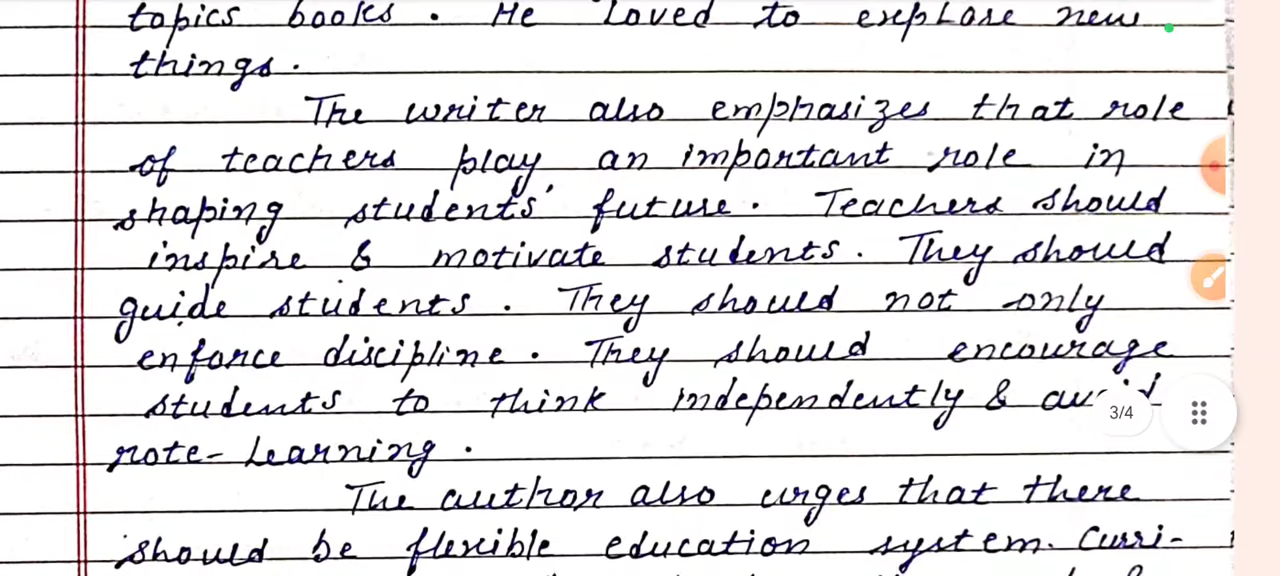 topics books. He loved to explore new
things.
The writer also emphasizes that role
of teachers play an important role in
shaping students' future. Teachers should
inspire & motivate students. They should
guide students. They should not only
enforce discipline. They should encourage
students to think independently &
3/4
rote-learning.
The author also urges that there
should be flexible education system. Curri-